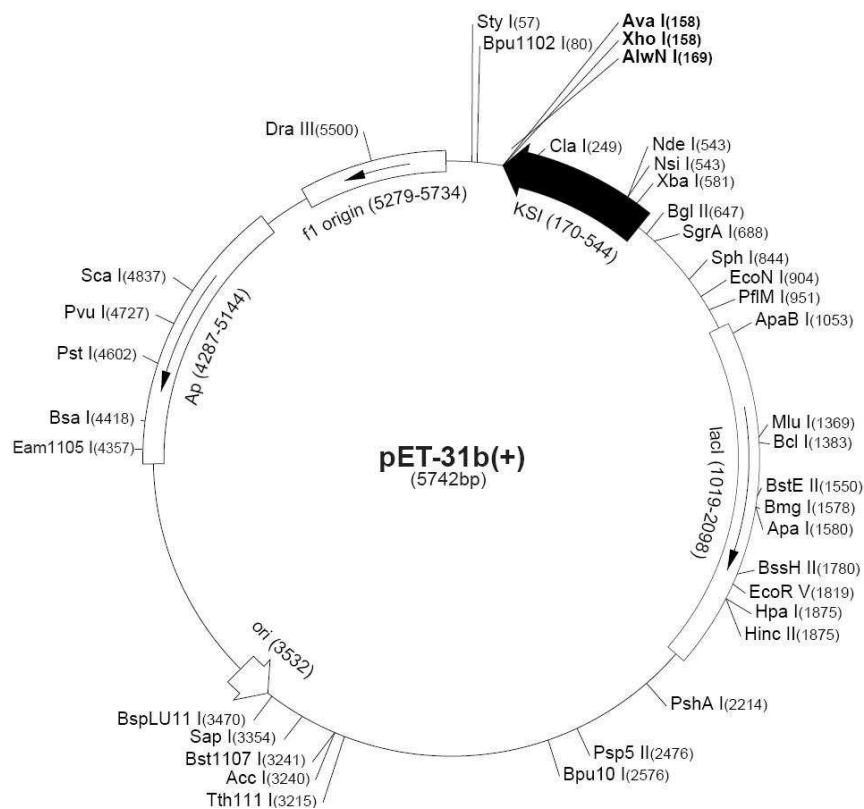 Sty I(57)
Bpu1102 I(80)
Ava I(158)
Xho I(158)
AlwN I(169)
Dra III(5500)
Cla I(249)
Nde I(543)
Nsi I(543)
Xba I(581)
Bgl II(647)
SgrA I(688)
Sph I(844)
EcoN I(904)
PflM I(951)
ApaB I(1053)
f1 origin (5279-5734)
KSI (170-544)
Sca I(4837)
Pvu I(4727)
Pst I(4602)
Bsa I(4418)
Eam1105 I(4357)
Ap (4287-5144)
pET-31b(+)
(5742bp)
lacI (1019-2098)
Mlu I(1369)
Bcl I(1383)
BstE II(1550)
Bmg I(1578)
Apa I(1580)
BssH II(1780)
EcoR V(1819)
Hpa I(1875)
Hinc II(1875)
ori (3532)
PshA I(2214)
BspLU11 I(3470)
Sap I(3354)
Bst1107 I(3241)
Acc I(3240)
Tth111 I(3215)
Psp5 II(2476)
Bpu10 I(2576)